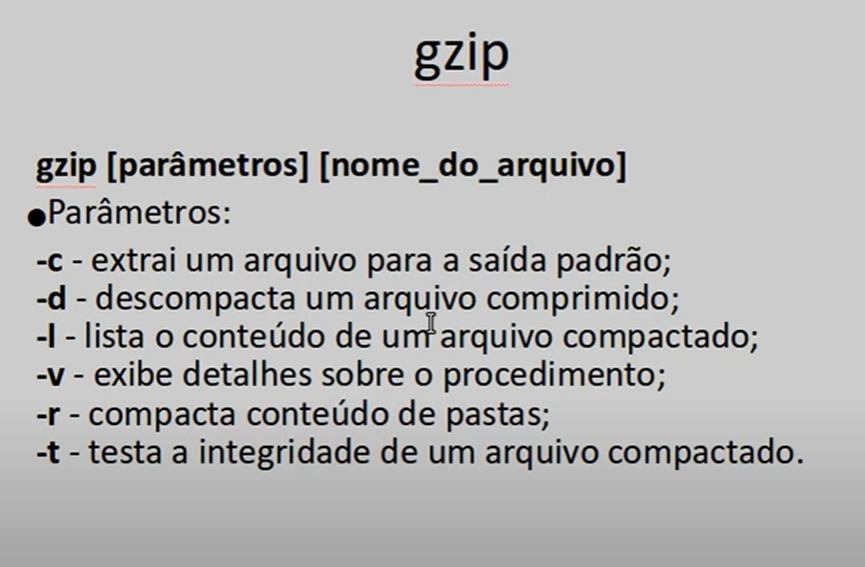 gzip
gzip [parâmetros] [nome_do_arquivo]
●Parâmetros:
-c - extrai um arquivo para a saída padrão;
-d - descompacta um arquivo comprimido;
-l - lista o conteúdo de um arquivo compactado;
-v - exibe detalhes sobre o procedimento;
-r - compacta conteúdo de pastas;
-t - testa a integridade de um arquivo compactado.